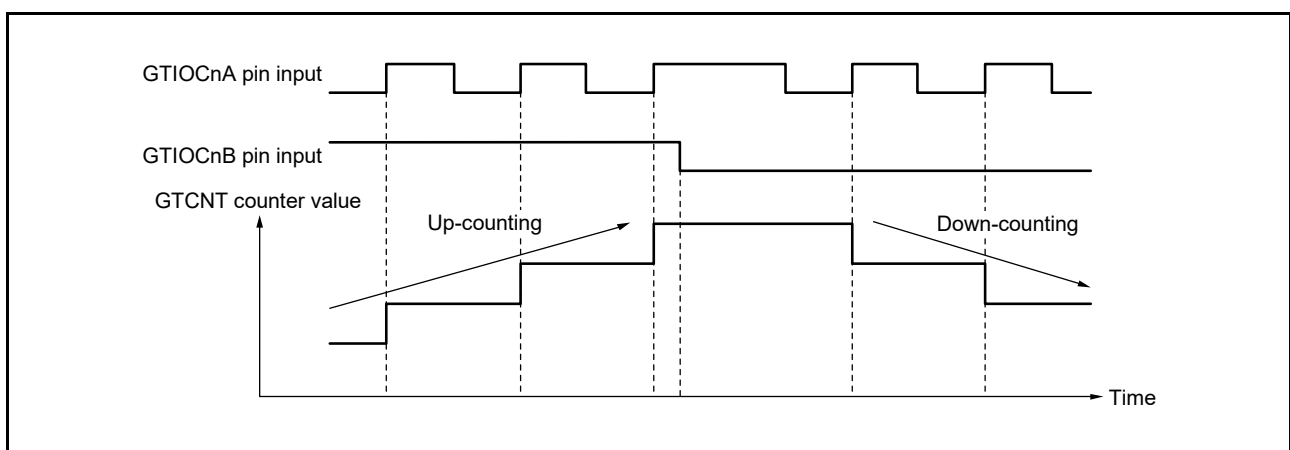 GTIOCnA pin input
GTIOCnB pin input
GTCNT counter value
Up-counting
Down-counting
Time